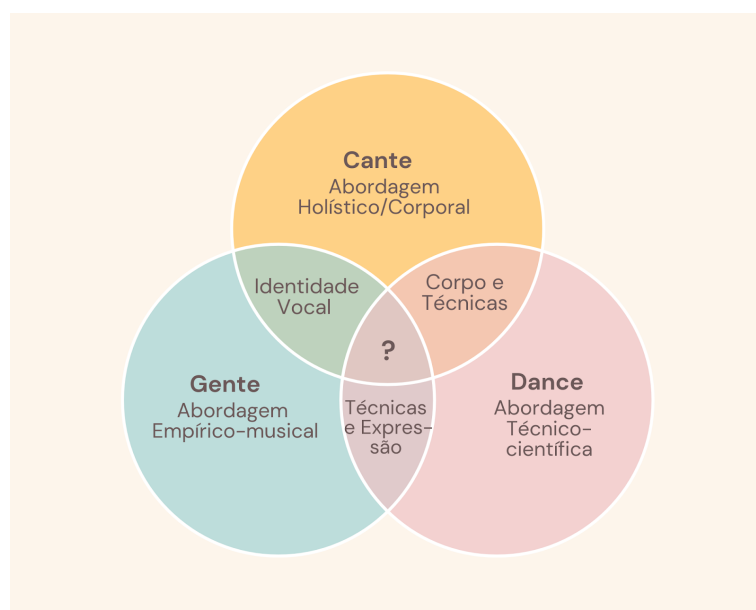 Cante
Abordagem
Holístico/Corporal
Identidade
Vocal
Corpo e
Técnicas
?
Gente
Abordagem
Empírico-musical
Técnicas
e Expres-
são
Dance
Abordagem
Técnico-
científica